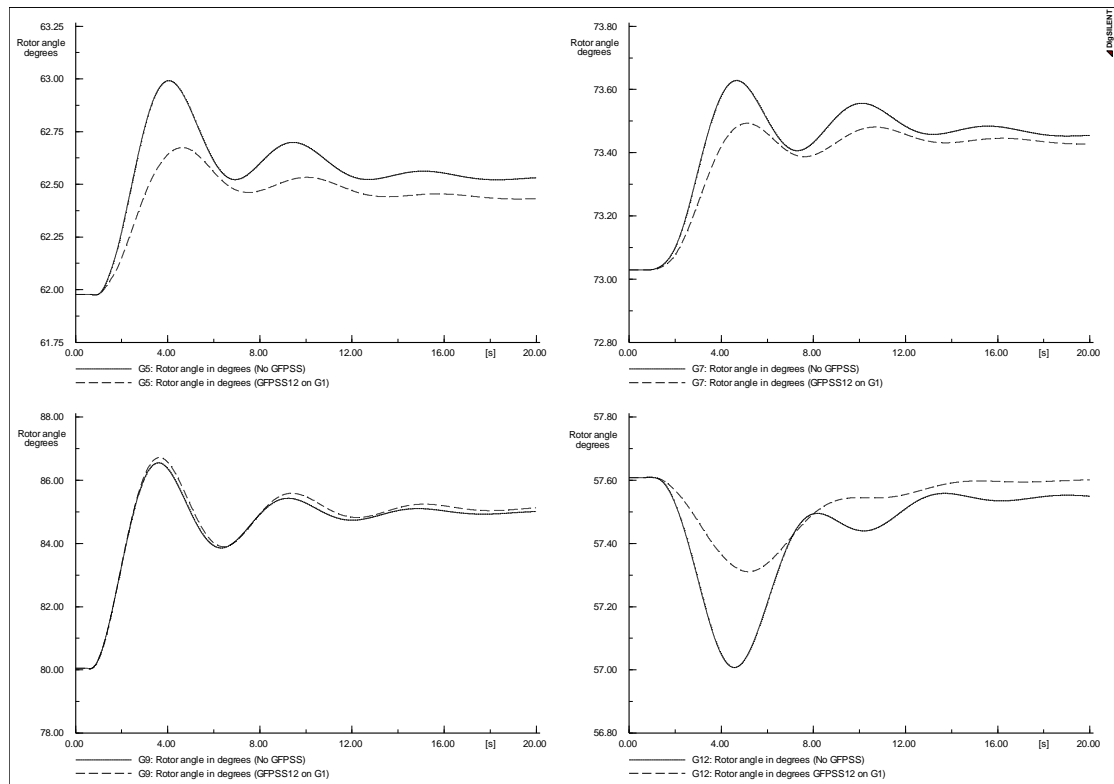 DIgSILENT
63.25
Rotor angle
degrees
63.00
62.75
62.50
62.25
62.00
61.75
0.00 4.00 8.00 12.00 16.00 [s] 20.00
G5: Rotor angle in degrees (No GFPSS)
G5: Rotor angle in degrees (GFPSS12 on G1)
73.80
Rotor angle
degrees
73.60
73.40
73.20
73.00
72.80
0.00 4.00 8.00 12.00 16.00 [s] 20.00
G7: Rotor angle in degrees (No GFPSS)
G7: Rotor angle in degrees (GFPSS12 on G1)
88.00
Rotor angle
degrees
86.00
84.00
82.00
80.00
78.00
0.00 4.00 8.00 12.00 16.00 [s] 20.00
G9: Rotor angle in degrees (No GFPSS)
G9: Rotor angle in degrees (GFPSS12 on G1)
57.80
Rotor angle
degrees
57.60
57.40
57.20
57.00
56.80
0.00 4.00 8.00 12.00 16.00 [s] 20.00
G12: Rotor angle in degrees (No GFPSS)
G12: Rotor angle in degrees GFPSS12 on G1)